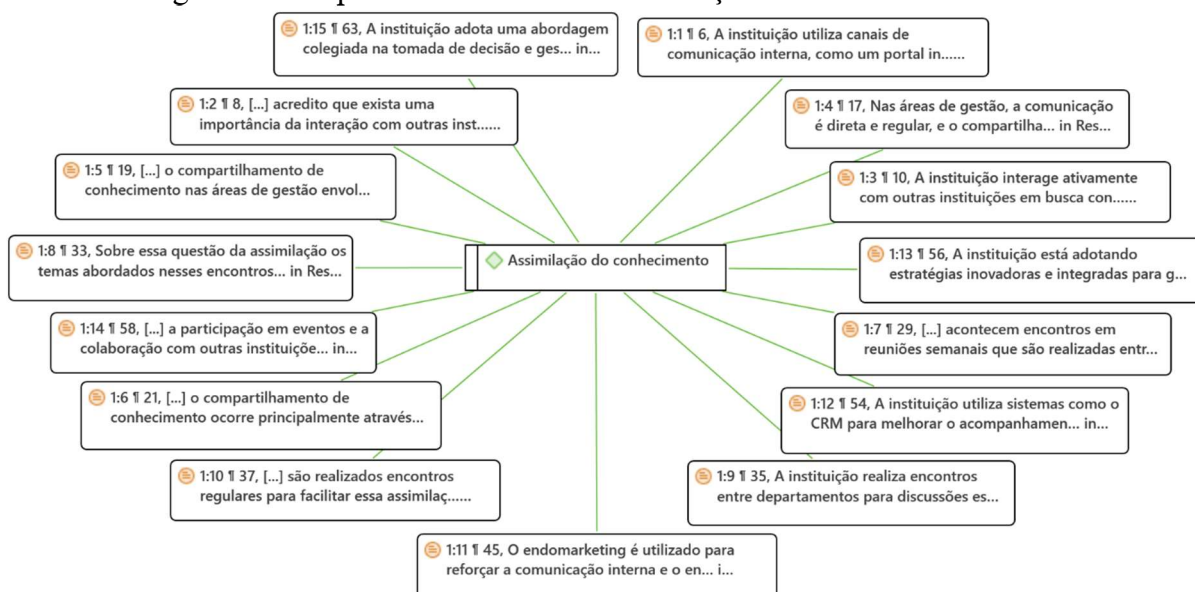 1:15 ¶ 63, A instituição adota uma abordagem
colegiada na tomada de decisão e ges... in...
1:1 ¶ 6, A instituição utiliza canais de
comunicação interna, como um portal in......
1:2 ¶ 8, [...] acredito que exista uma
importância da interação com outras inst......
1:4 ¶ 17, Nas áreas de gestão, a comunicação
é direta e regular, e o compartilha... in Res...
1:5 ¶ 19, [...] o compartilhamento de
conhecimento nas áreas de gestão envol...
1:3 ¶ 10, A instituição interage ativamente
com outras instituições em busca con......
1:8 ¶ 33, Sobre essa questão da assimilação os
temas abordados nesses encontros... in Res...
Assimilação do conhecimento
1:13 ¶ 56, A instituição está adotando
estratégias inovadoras e integradas para g...
1:14 ¶ 58, [...] a participação em eventos e a
colaboração com outras instituiçõe... in...
1:7 ¶ 29, [...] acontecem encontros em
reuniões semanais que são realizadas entr...
1:6 ¶ 21, [...] o compartilhamento de
conhecimento ocorre principalmente através...
1:12 ¶ 54, A instituição utiliza sistemas como o
CRM para melhorar o acompanhamen... in...
1:10 ¶ 37, [...] são realizados encontros
regulares para facilitar essa assimilaç......
1:9 ¶ 35, A instituição realiza encontros
entre departamentos para discussões es...
1:11 ¶ 45, O endomarketing é utilizado para
reforçar a comunicação interna e o en... i...